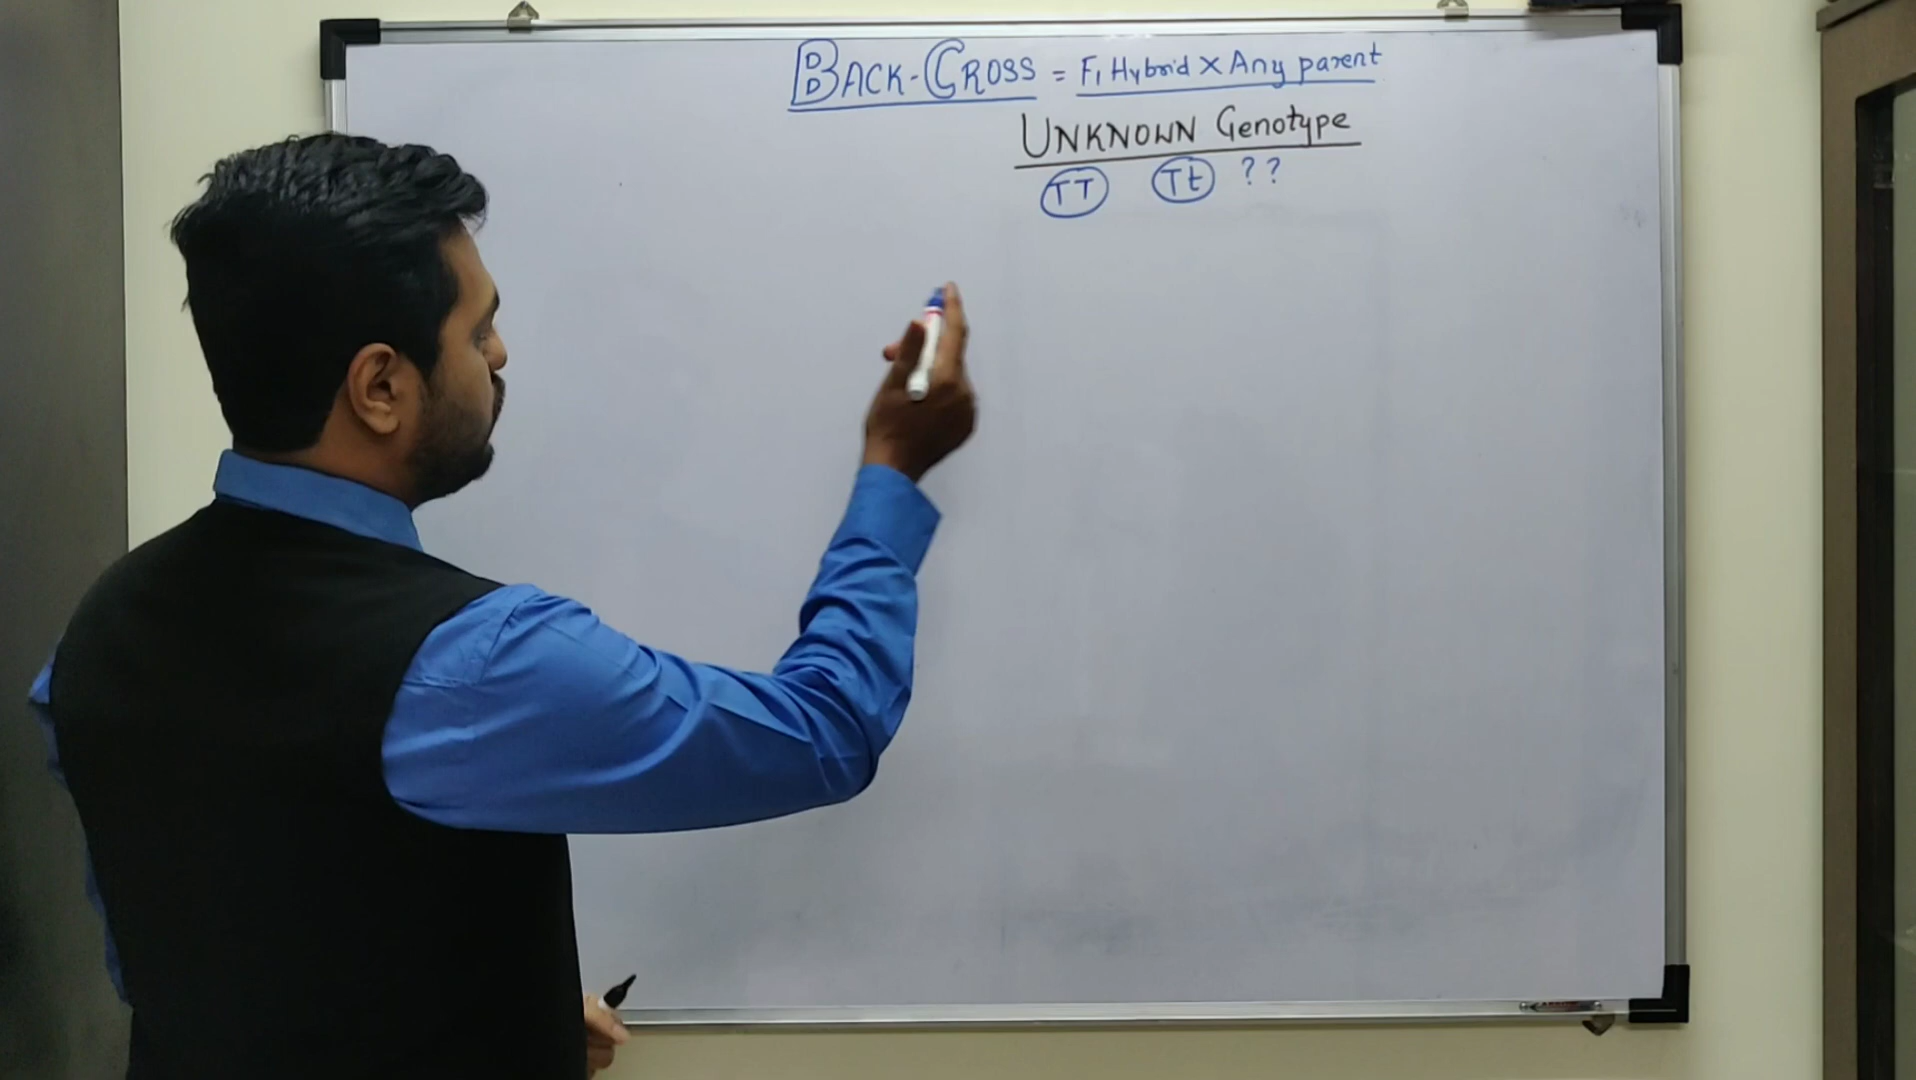 BACK-CROSS = F1 Hybrid X Any parent
UNKNOWN Genotype
TT Tt ??